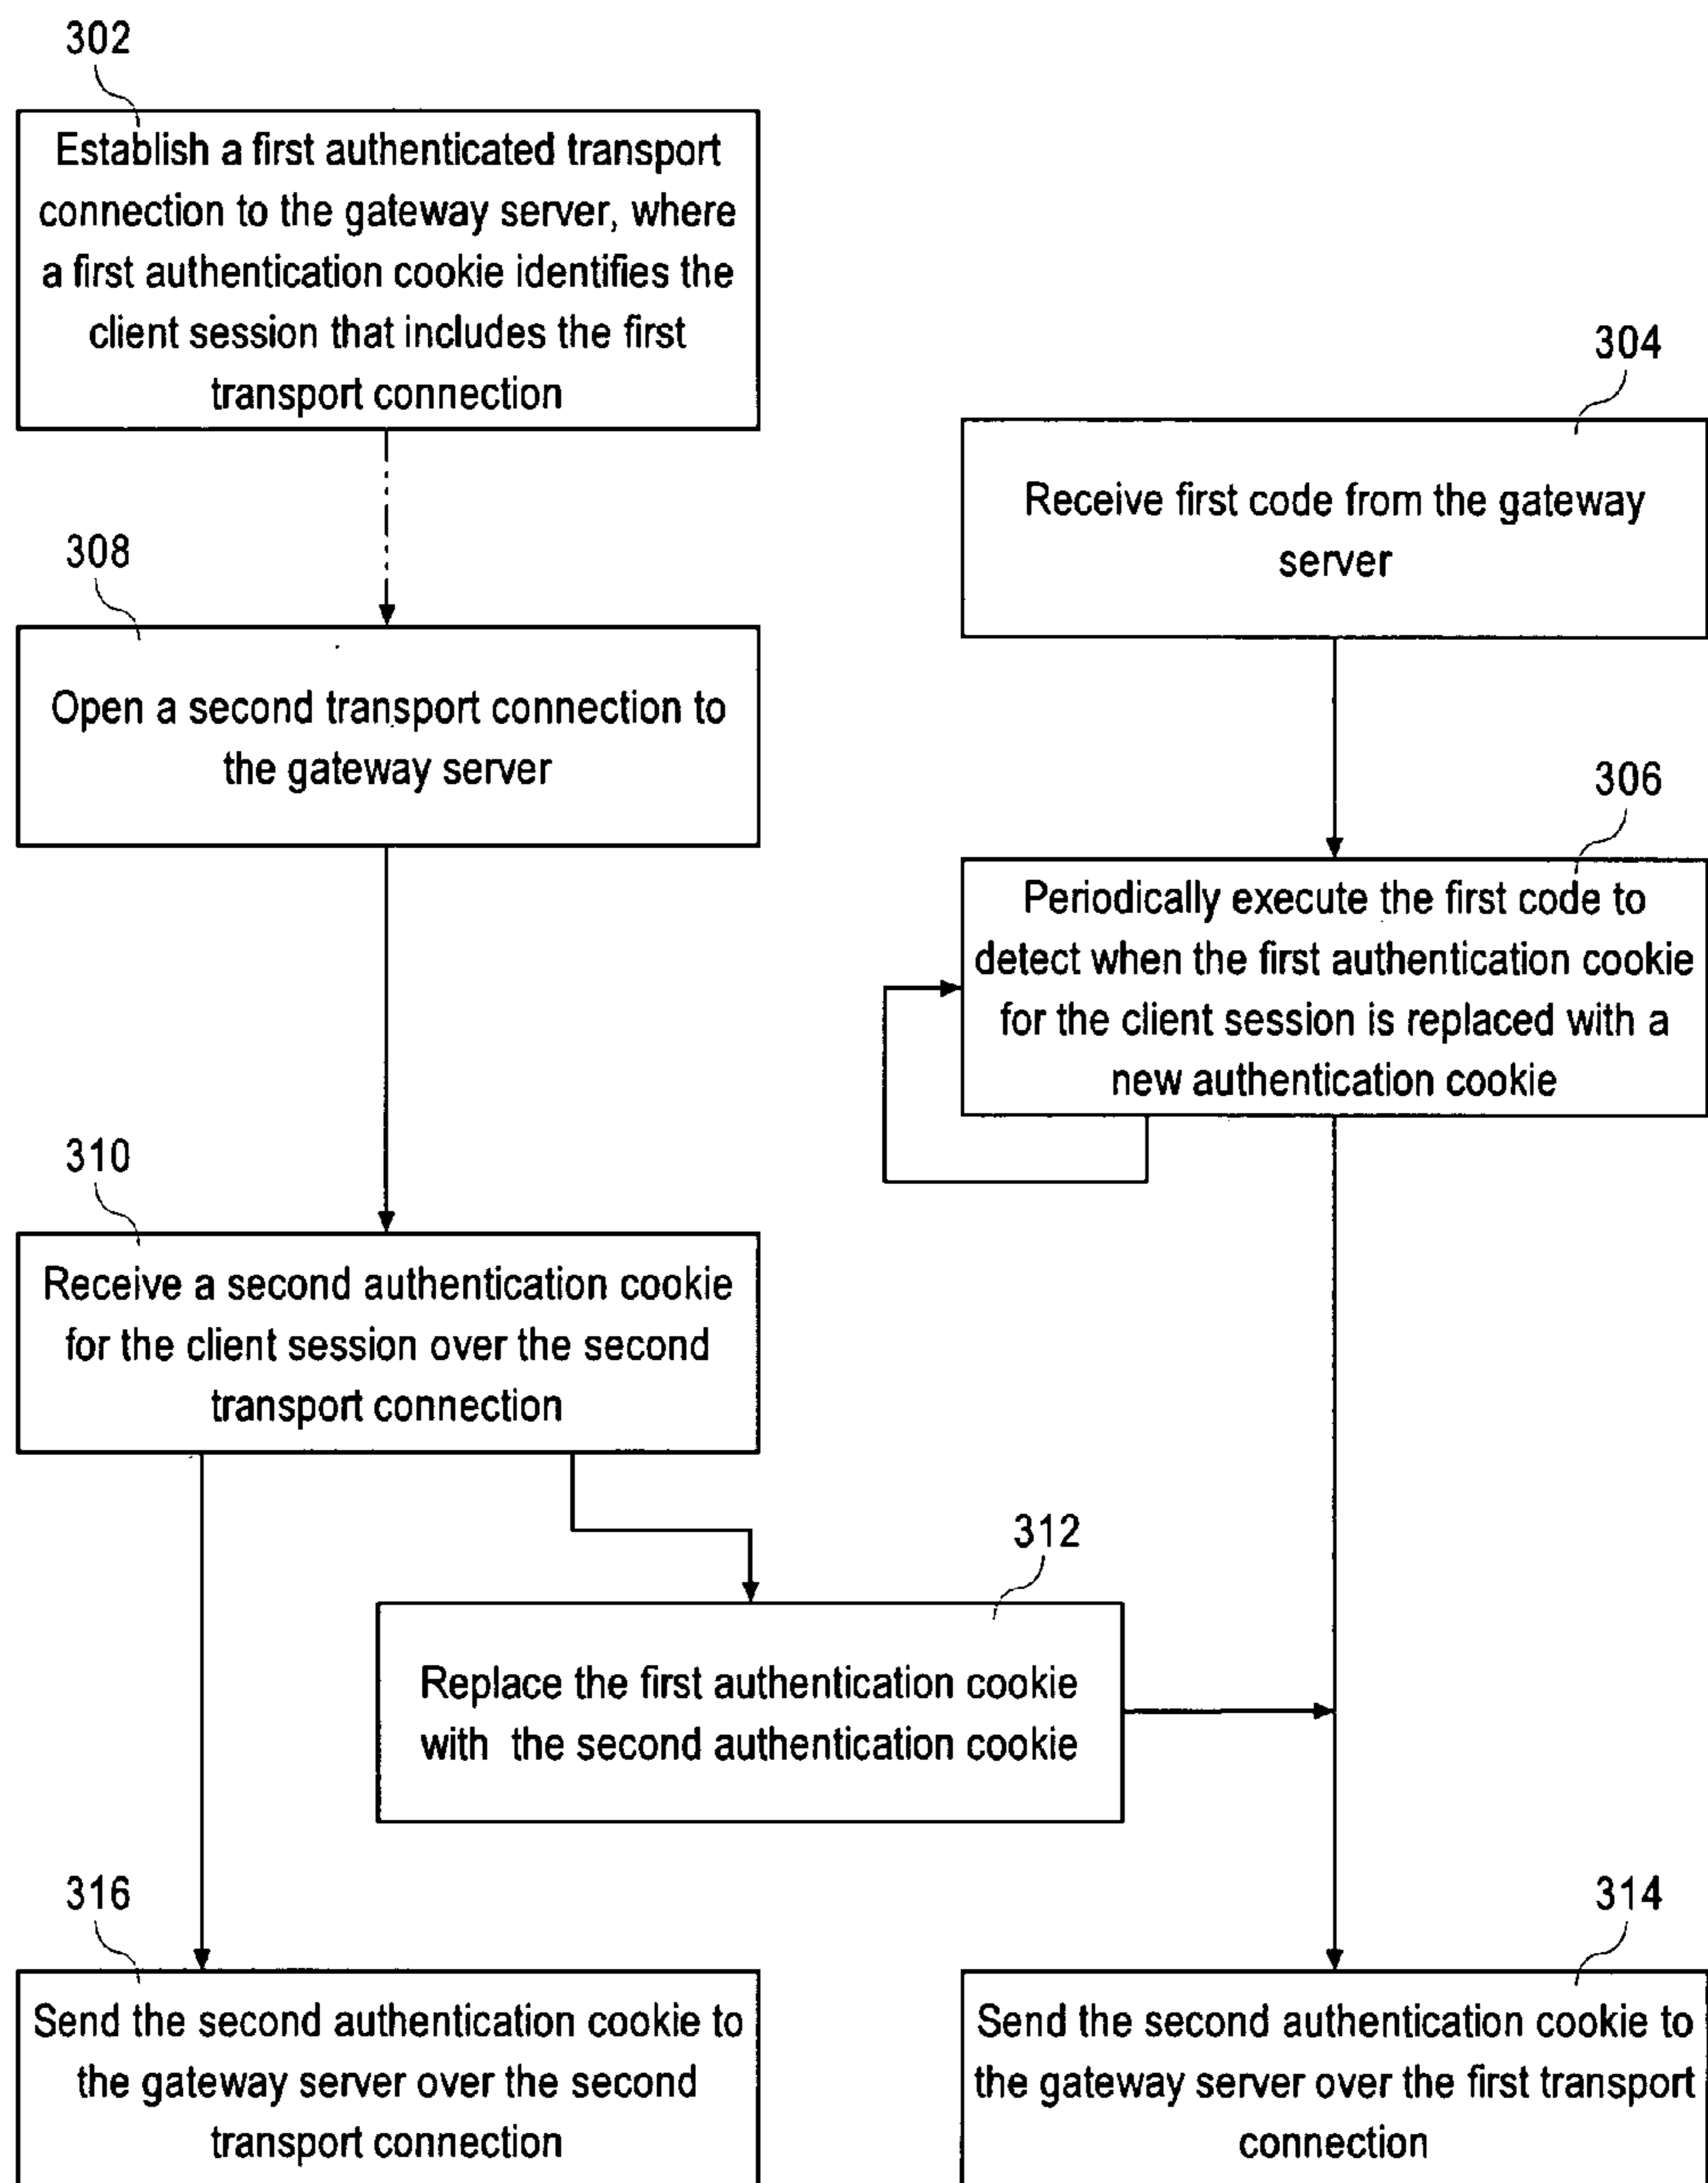 302
Establish a first authenticated transport
connection to the gateway server, where
a first authentication cookie identifies the
client session that includes the first
transport connection
304
Receive first code from the gateway
server
308
Open a second transport connection to
the gateway server
306
Periodically execute the first code to
detect when the first authentication cookie
for the client session is replaced with a
new authentication cookie
310
Receive a second authentication cookie
for the client session over the second
transport connection
312
Replace the first authentication cookie
with the second authentication cookie
316
Send the second authentication cookie to
the gateway server over the second
transport connection
314
Send the second authentication cookie to
the gateway server over the first transport
connection